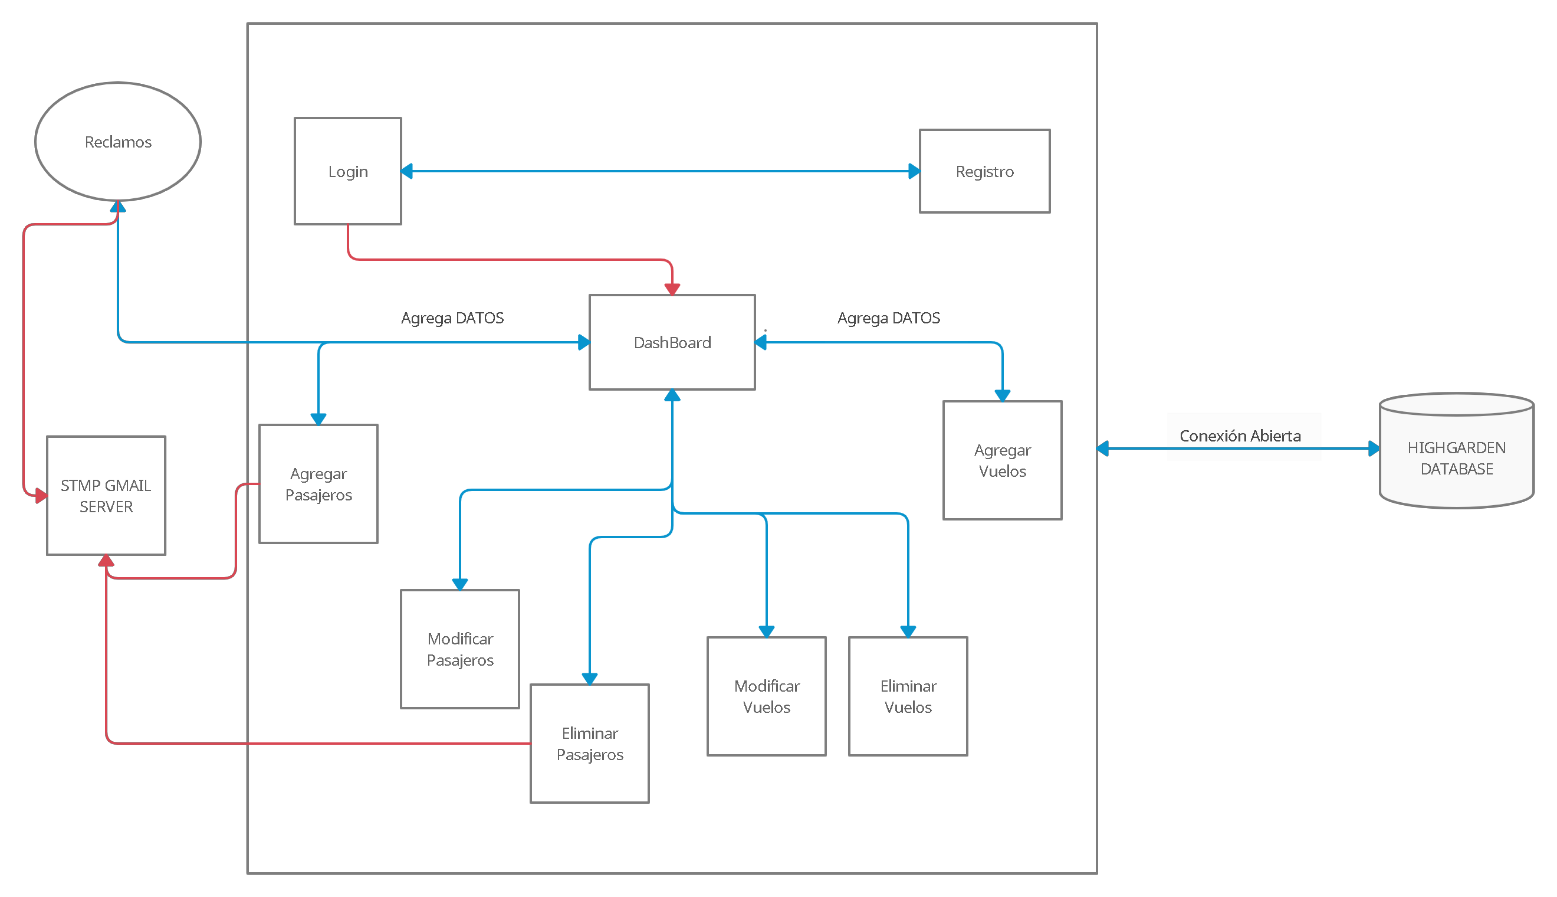 Reclamos
Login
Registro
Agrega DATOS
Agrega DATOS
DashBoard
Conexión Abierta
HIGHGARDEN
DATABASE
Agregar
Vuelos
Agregar
Pasajeros
STMP GMAIL
SERVER
Modificar
Pasajeros
Eliminar
Pasajeros
Modificar
Vuelos
Eliminar
Vuelos